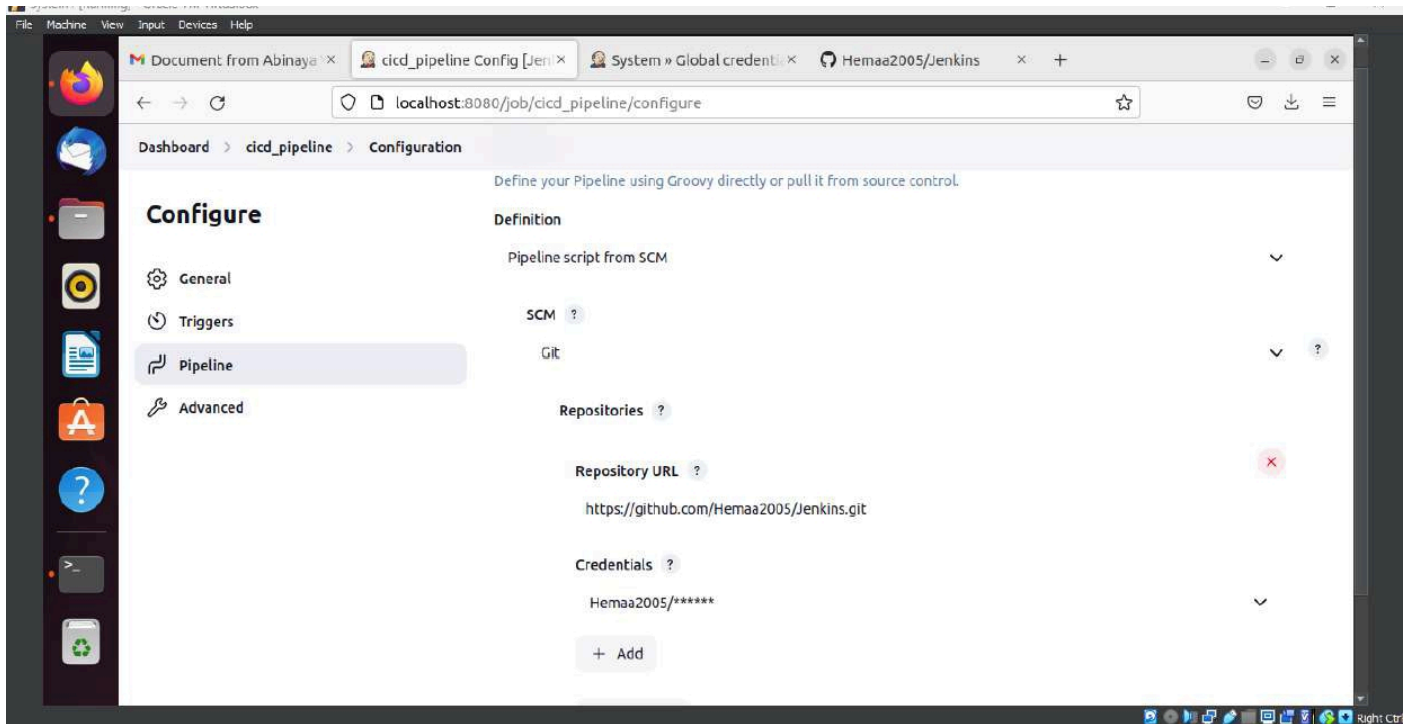 File Machine View Input Devices Help
Document from Abinaya
cicd_pipeline Config [Jen
System » Global credenti
Hemaa2005/Jenkins
localhost:8080/job/cicd_pipeline/configure
Dashboard > cicd_pipeline > Configuration
Define your Pipeline using Groovy directly or pull it from source control.
Configure
Definition
Pipeline script from SCM
General
SCM ?
Triggers
Git
?
Pipeline
Advanced
Repositories ?
Repository URL ?
https://github.com/Hemaa2005/Jenkins.git
Credentials ?
Hemaa2005/******
+ Add
Right Ctrl